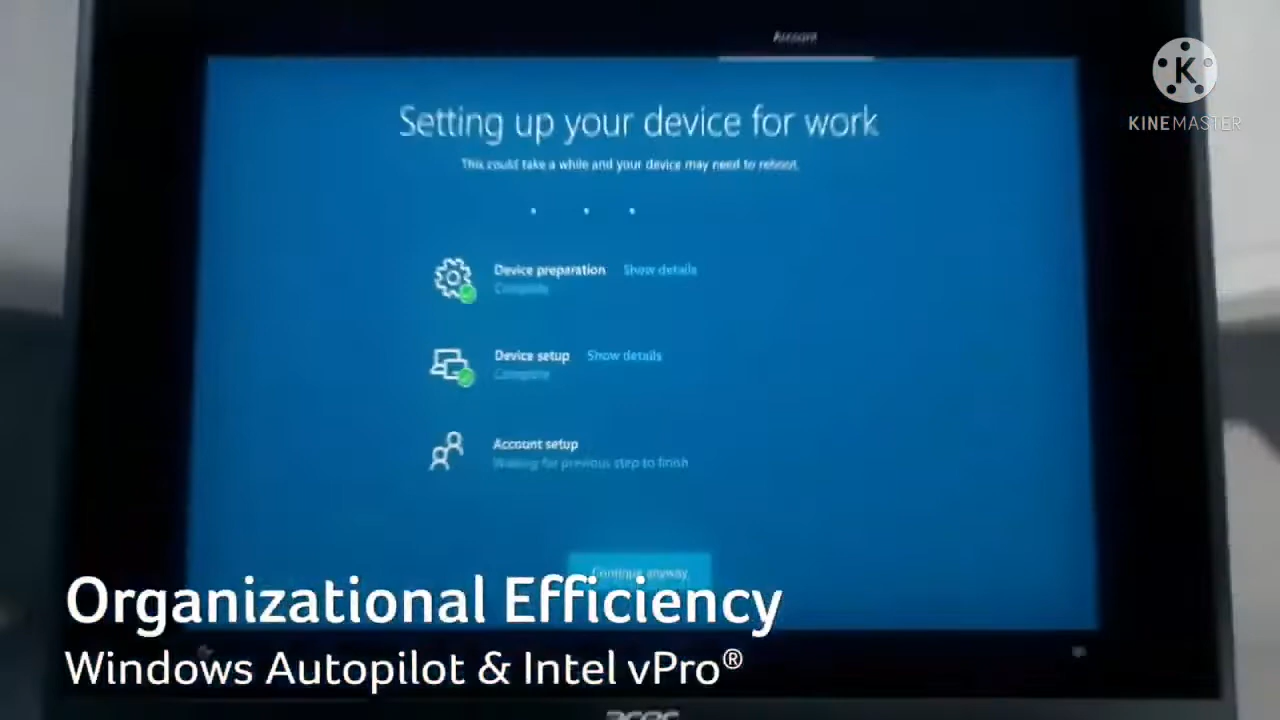 Account
K
KINEMASTER
Setting up your device for work
This could take a while and your device may need to reboot.
Device preparation Show details
Complete
Device setup Show details
Complete
Account setup
Waiting for previous step to finish
Continue anyway
Organizational Efficiency
Windows Autopilot & Intel vPro®
acer